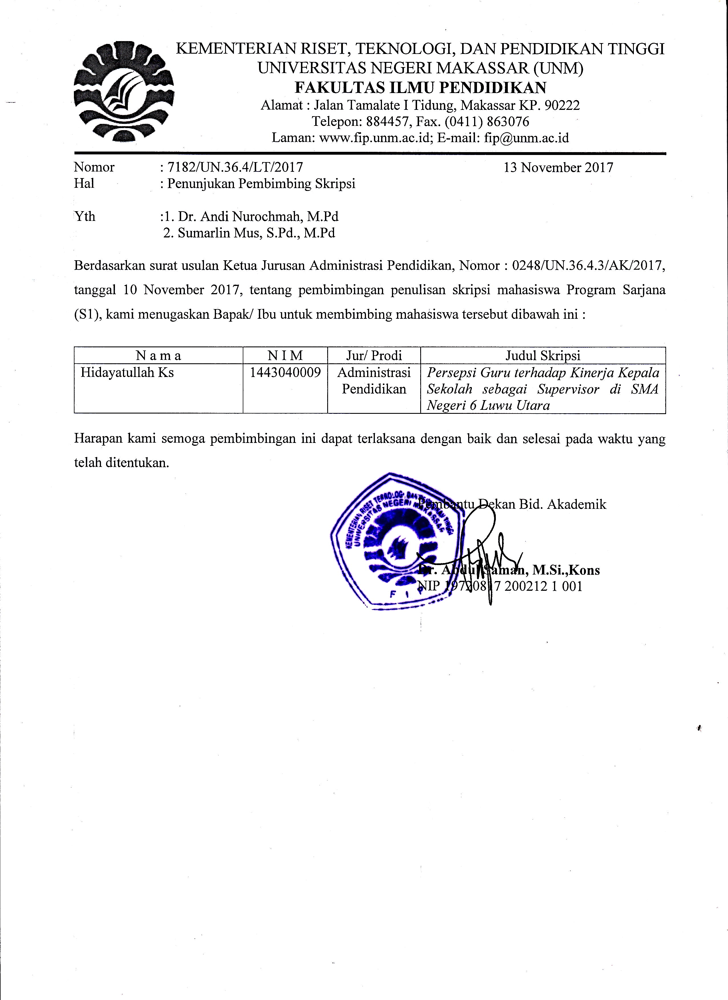 KEMENTERIAN RISET, TEKNOLOGI, DAN PENDIDIKAN TINGGI
UNIVERSITAS NEGERI MAKASSAR (UNM)
FAKULTAS ILMU PENDIDIKAN
Alamat : Jalan Tamalate I Tidung, Makassar KP. 90222
Telepon: 884457, Fax. (0411) 863076
Laman: www.fip.unm.ac.id; E-mail: fip@unm.ac.id
Nomor : 7182/UN.36.4/LT/2017 13 November 2017
Hal : Penunjukan Pembimbing Skripsi
Yth :1. Dr. Andi Nurochmah, M.Pd
2. Sumarlin Mus, S.Pd., M.Pd
Berdasarkan surat usulan Ketua Jurusan Administrasi Pendidikan, Nomor : 0248/UN.36.4.3/AK/2017,
tanggal 10 November 2017, tentang pembimbingan penulisan skripsi mahasiswa Program Sarjana
(S1), kami menugaskan Bapak/ Ibu untuk membimbing mahasiswa tersebut dibawah ini :
N a m a N I M Jur/ Prodi Judul Skripsi
Hidayatullah Ks 1443040009 Administrasi Persepsi Guru terhadap Kinerja Kepala
Pendidikan Sekolah sebagai Supervisor di SMA
Negeri 6 Luwu Utara
Harapan kami semoga pembimbingan ini dapat terlaksana dengan baik dan selesai pada waktu yang
telah ditentukan.
Pembantu Dekan Bid. Akademik
KEMENTERIAN RISET TEKNOLOGI, DAN PENDIDIKAN TINGGI
UNIVERSITAS NEGERI MAKASSAR
F I P
Dr. Abdul Saman, M.Si.,Kons
NIP 19720817 200212 1 001